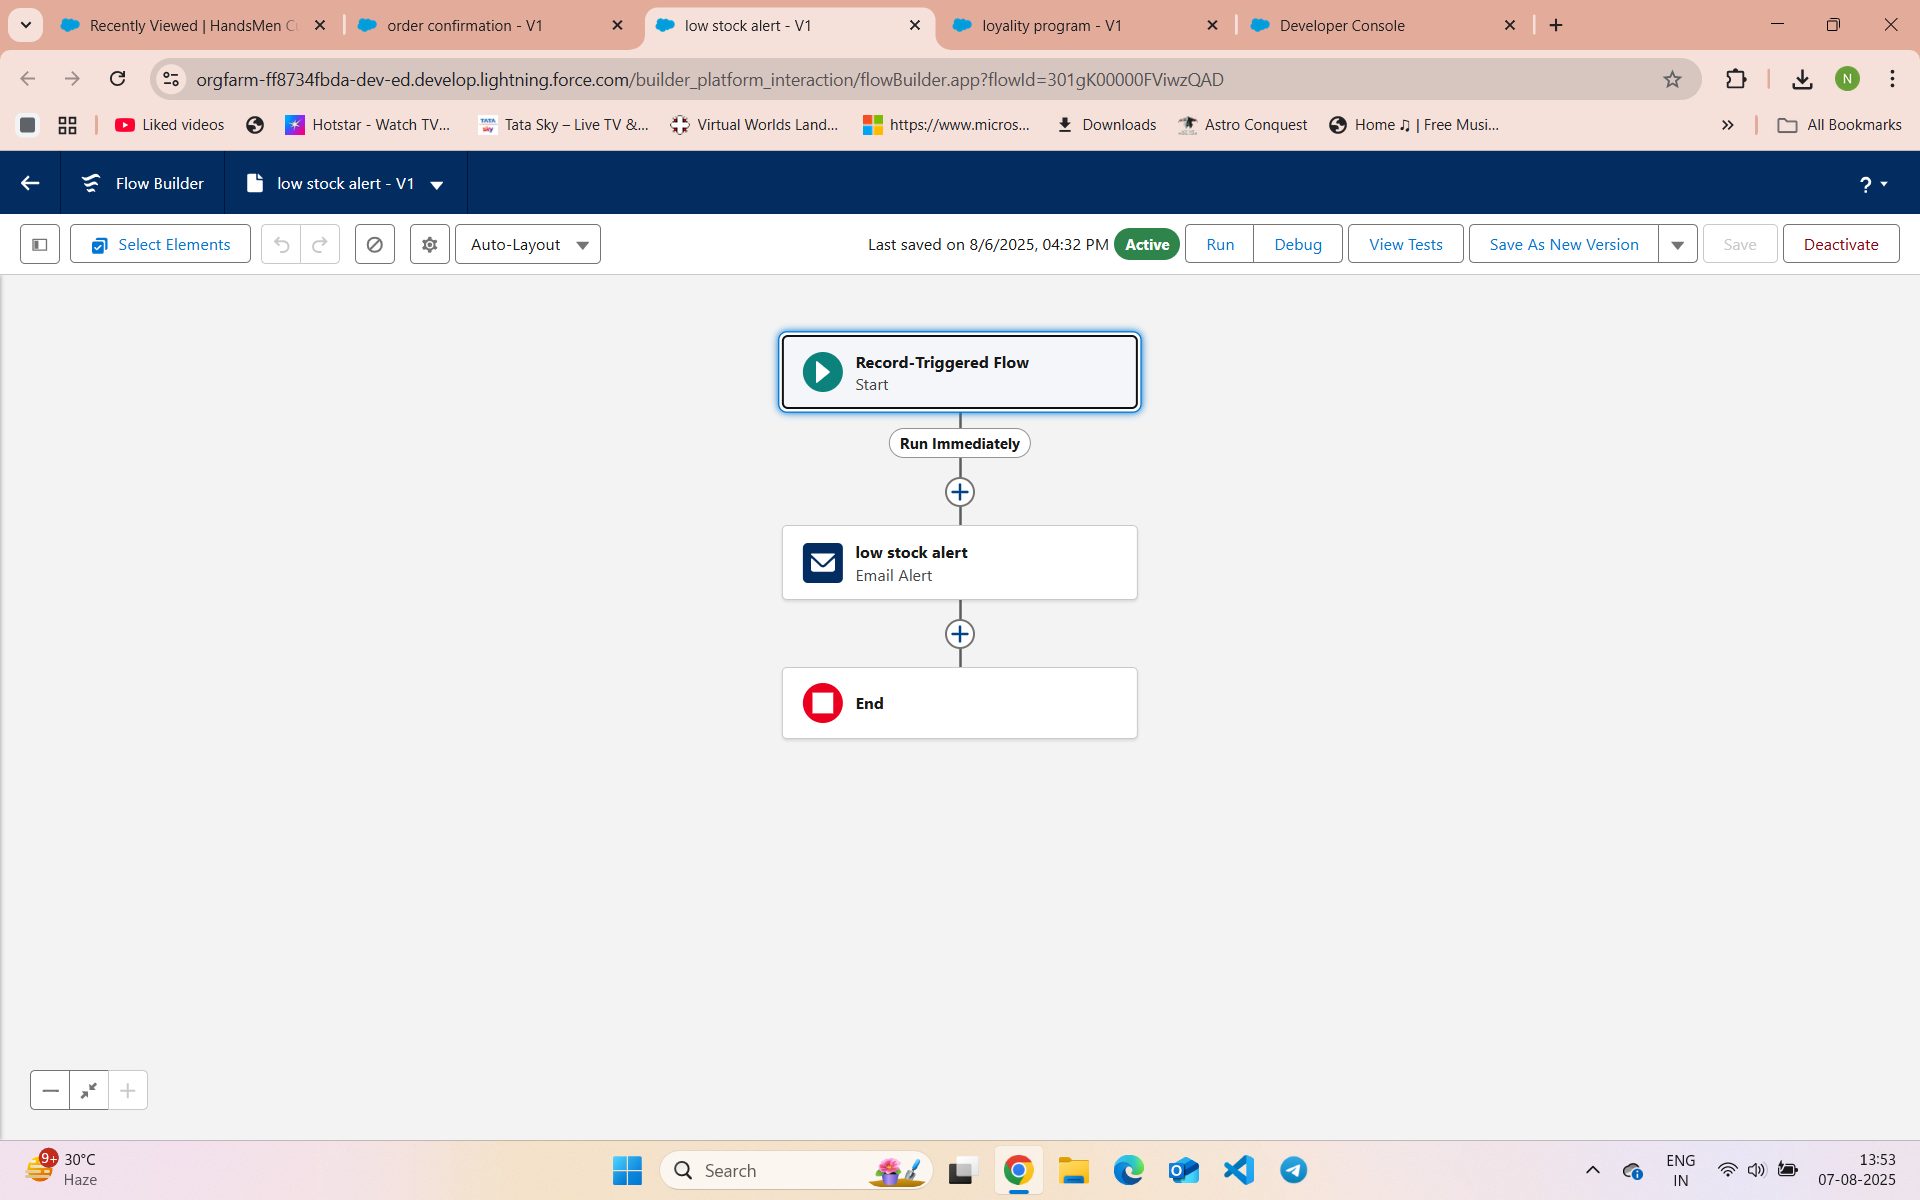 Recently Viewed | HandsMen C
order confirmation - V1
low stock alert - V1
loyality program - V1
Developer Console
orgfarm-ff8734fbda-dev-ed.develop.lightning.force.com/builder_platform_interaction/flowBuilder.app?flowId=301gK00000FViwzQAD
N
Liked videos
Hotstar - Watch TV...
TATA sky
Tata Sky – Live TV &...
Virtual Worlds Land...
https://www.micros...
Downloads
Astro Conquest
Home ♫ | Free Musi...
»
All Bookmarks
Flow Builder
low stock alert - V1
?
Select Elements
Auto-Layout
Last saved on 8/6/2025, 04:32 PM
Active
Run
Debug
View Tests
Save As New Version
Save
Deactivate
Record-Triggered Flow
Start
Run Immediately
low stock alert
Email Alert
End
9+
30°C
Haze
Search
ENG
IN
13:53
07-08-2025